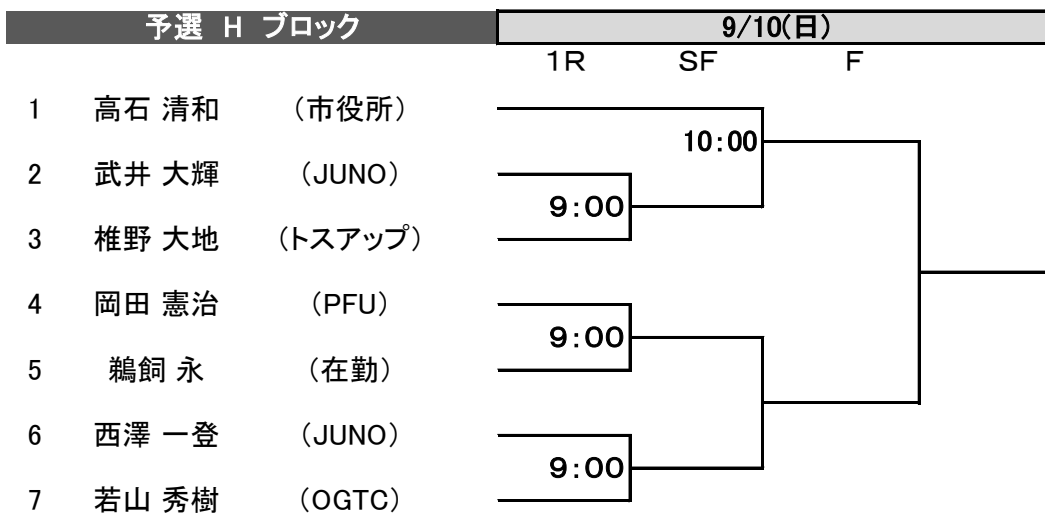 予選 H ブロック 9/10(日)
1R SF F
1 高石 清和 （市役所）
10:00
2 武井 大輝 （JUNO）
9:00
3 椎野 大地 （トスアップ）
4 岡田 憲治 （PFU）
9:00
5 鵜飼 永 （在勤）
6 西澤 一登 （JUNO）
9:00
7 若山 秀樹 （OGTC）